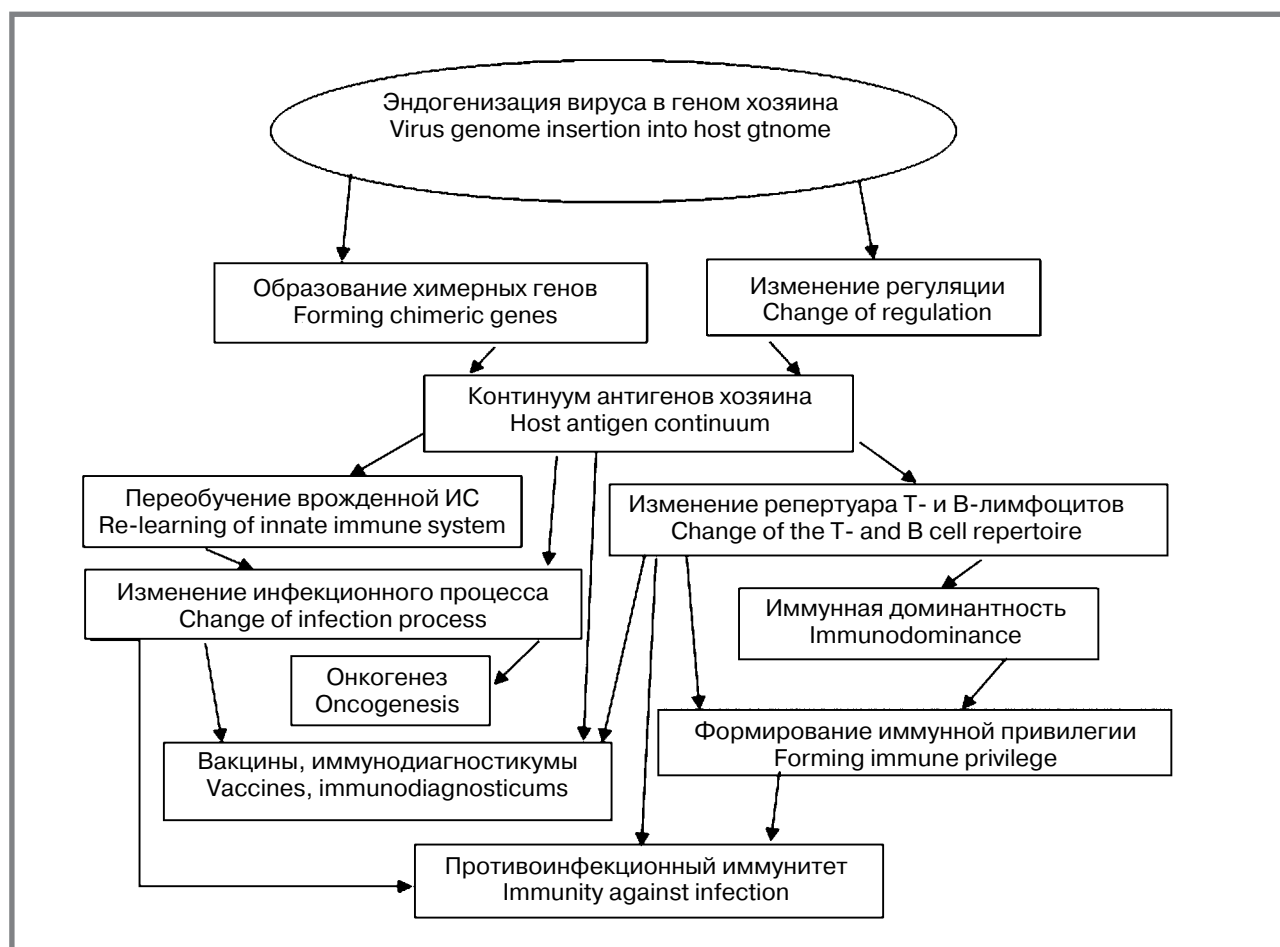 Эндогенизация вируса в геном хозяина
Virus genome insertion into host gtnome
Образование химерных генов
Forming chimeric genes
Изменение регуляции
Change of regulation
Континуум антигенов хозяина
Host antigen continuum
Переобучение врожденной ИС
Re-learning of innate immune system
Изменение репертуара Т- и В-лимфоцитов
Change of the T- and B cell repertoire
Изменение инфекционного процесса
Change of infection process
Иммунная доминантность
Immunodominance
Онкогенез
Oncogenesis
Формирование иммунной привилегии
Forming immune privilege
Вакцины, иммунодиагностикумы
Vaccines, immunodiagnosticums
Противоинфекционный иммунитет
Immunity against infection